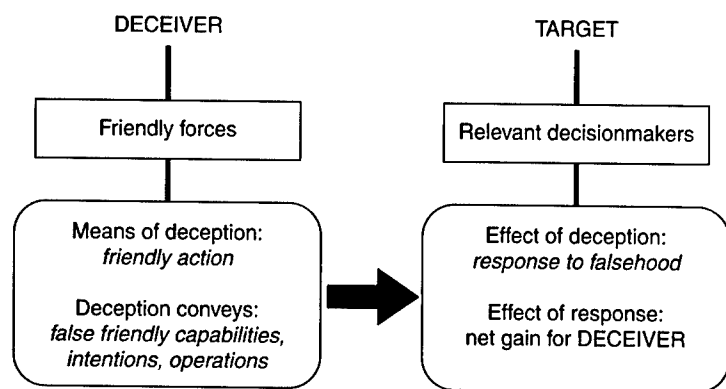 DECEIVER
Friendly forces
Means of deception:
friendly action
Deception conveys:
false friendly capabilities,
intentions, operations
TARGET
Relevant decisionmakers
Effect of deception:
response to falsehood
Effect of response:
net gain for DECEIVER